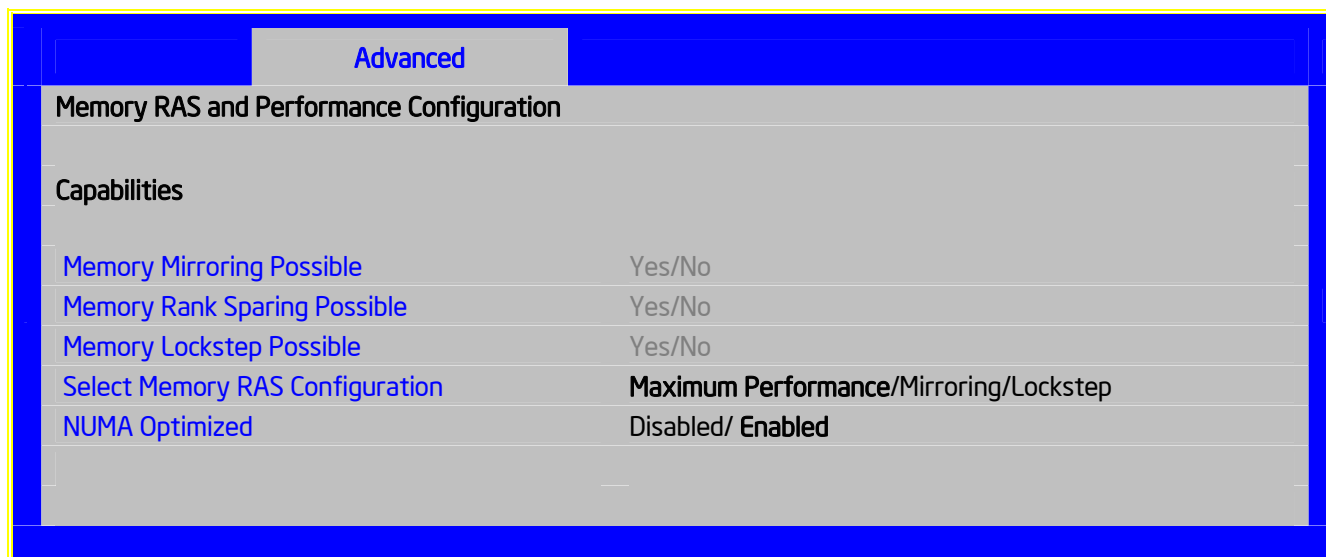 Advanced
Memory RAS and Performance Configuration
Capabilities
Memory Mirroring Possible Yes/No
Memory Rank Sparing Possible Yes/No
Memory Lockstep Possible Yes/No
Select Memory RAS Configuration Maximum Performance/Mirroring/Lockstep
NUMA Optimized Disabled/ Enabled